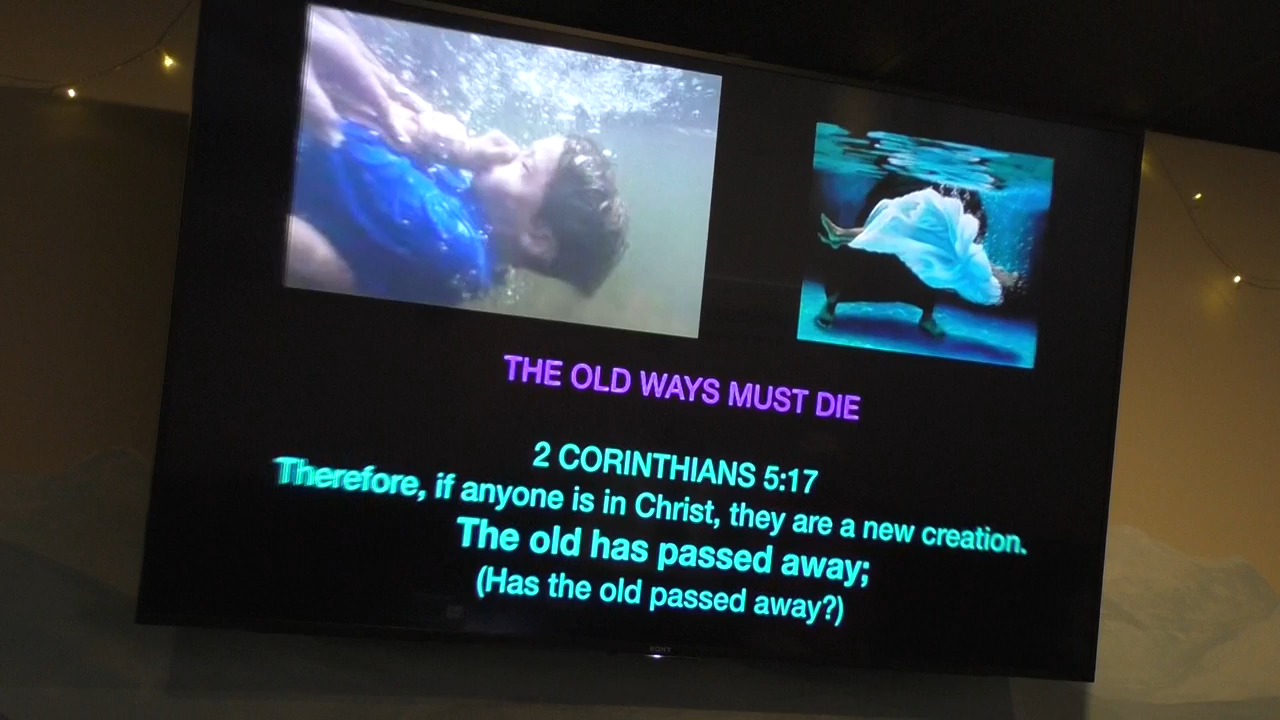 THE OLD WAYS MUST DIE
2 CORINTHIANS 5:17
Therefore, if anyone is in Christ, they are a new creation.
The old has passed away;
(Has the old passed away?)
SONY